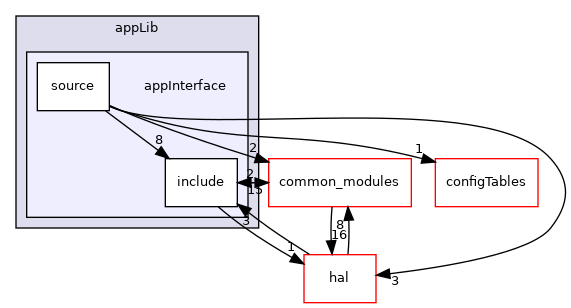 appLib
source
appInterface
8
2
1
include
2
15
common_modules
configTables
3
8
16
1
hal
3